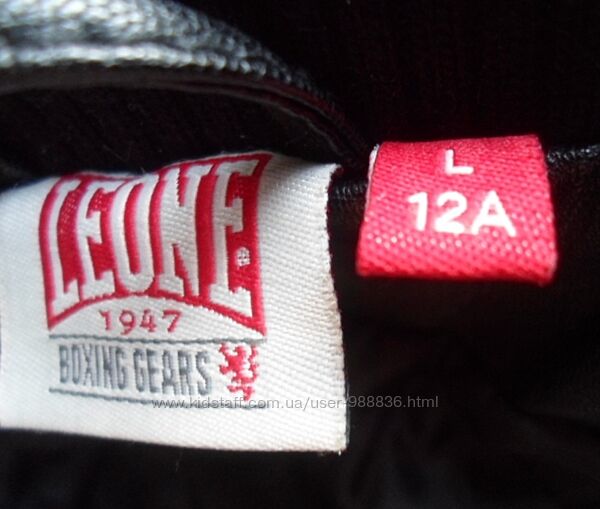 LEONE
1947
BOXING GEARS
L
12A
www.kidstaff.com.ua/user-988836.html